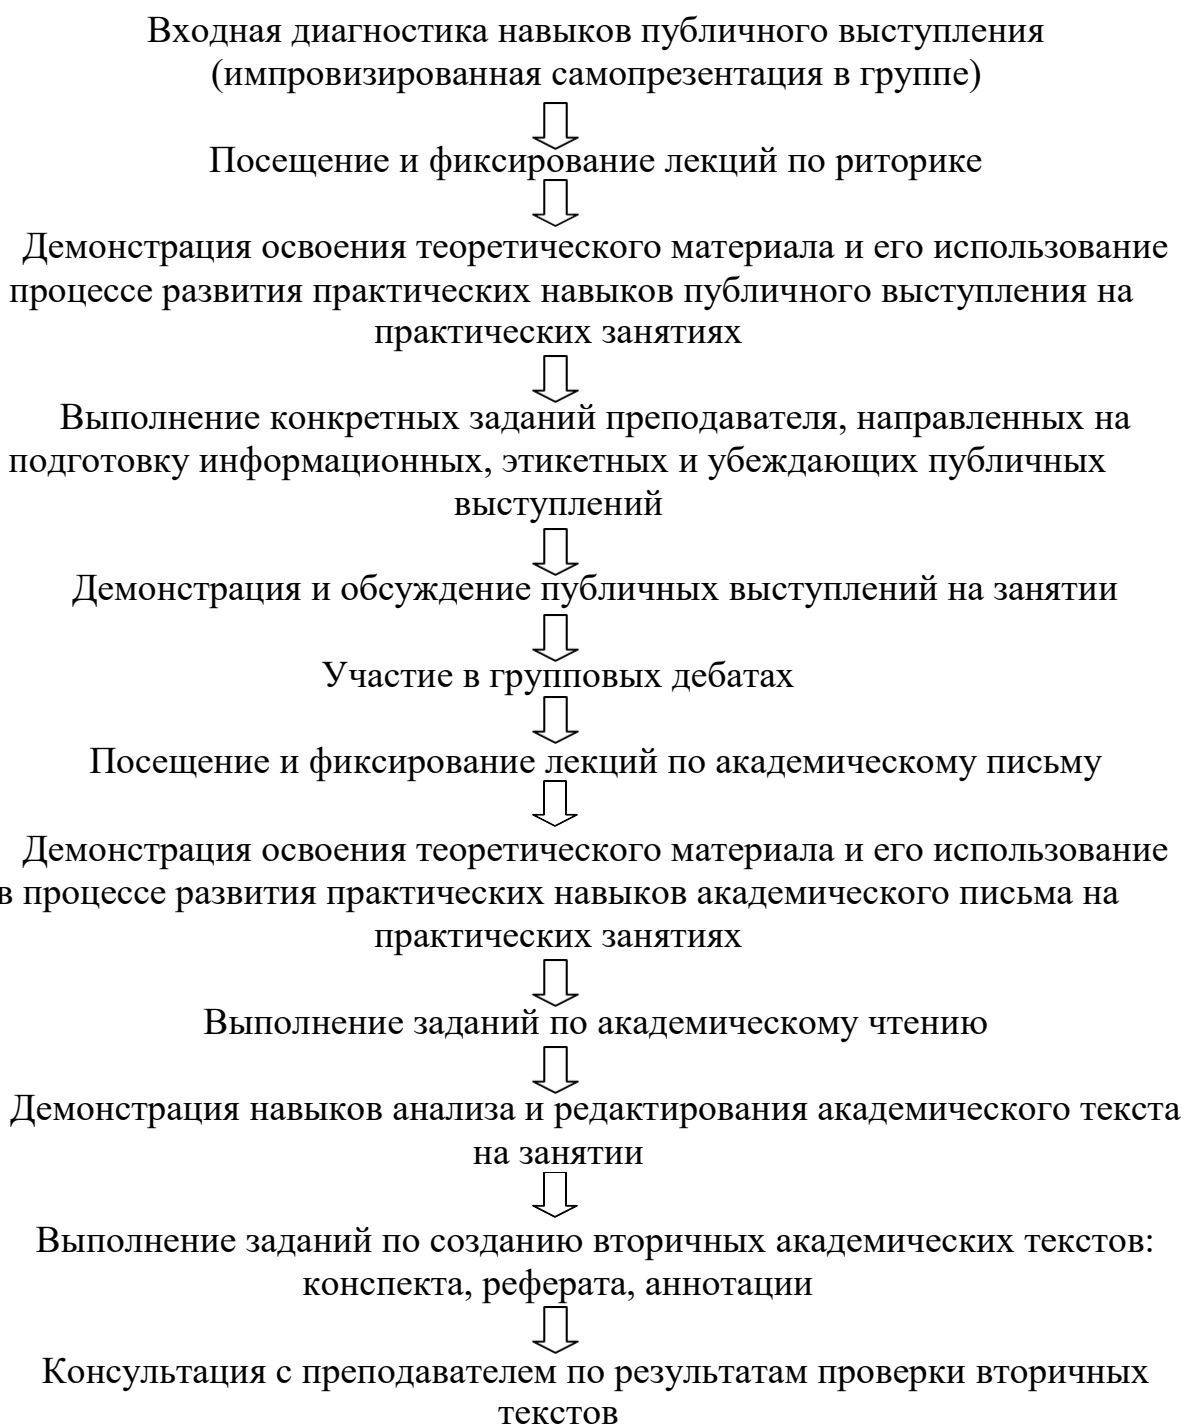 Входная диагностика навыков публичного выступления
(импровизированная самопрезентация в группе)
Посещение и фиксирование лекций по риторике
Демонстрация освоения теоретического материала и его использование
процессе развития практических навыков публичного выступления на
практических занятиях
Выполнение конкретных заданий преподавателя, направленных на
подготовку информационных, этикетных и убеждающих публичных
выступлений
Демонстрация и обсуждение публичных выступлений на занятии
Участие в групповых дебатах
Посещение и фиксирование лекций по академическому письму
Демонстрация освоения теоретического материала и его использование
в процессе развития практических навыков академического письма на
практических занятиях
Выполнение заданий по академическому чтению
Демонстрация навыков анализа и редактирования академического текста
на занятии
Выполнение заданий по созданию вторичных академических текстов:
конспекта, реферата, аннотации
Консультация с преподавателем по результатам проверки вторичных
текстов